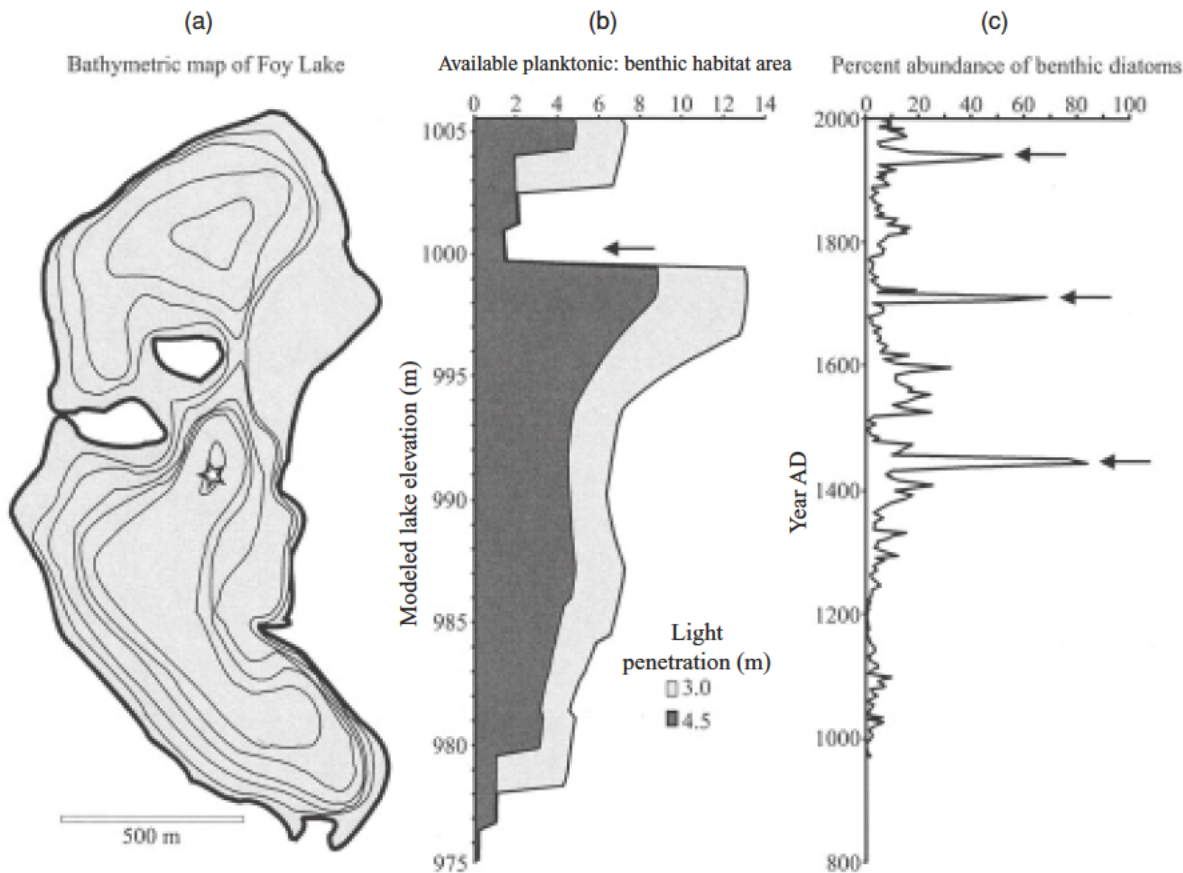 (a)
Bathymetric map of Foy Lake
500 m
(b)
Available planktonic: benthic habitat area
0 2 4 6 8 10 12 14
Modeled lake elevation (m)
1005
1000
995
990
985
980
975
Light
penetration (m)
3.0
4.5
(c)
Percent abundance of benthic diatoms
0 20 40 60 80 100
Year AD
2000
1800
1600
1400
1200
1000
800